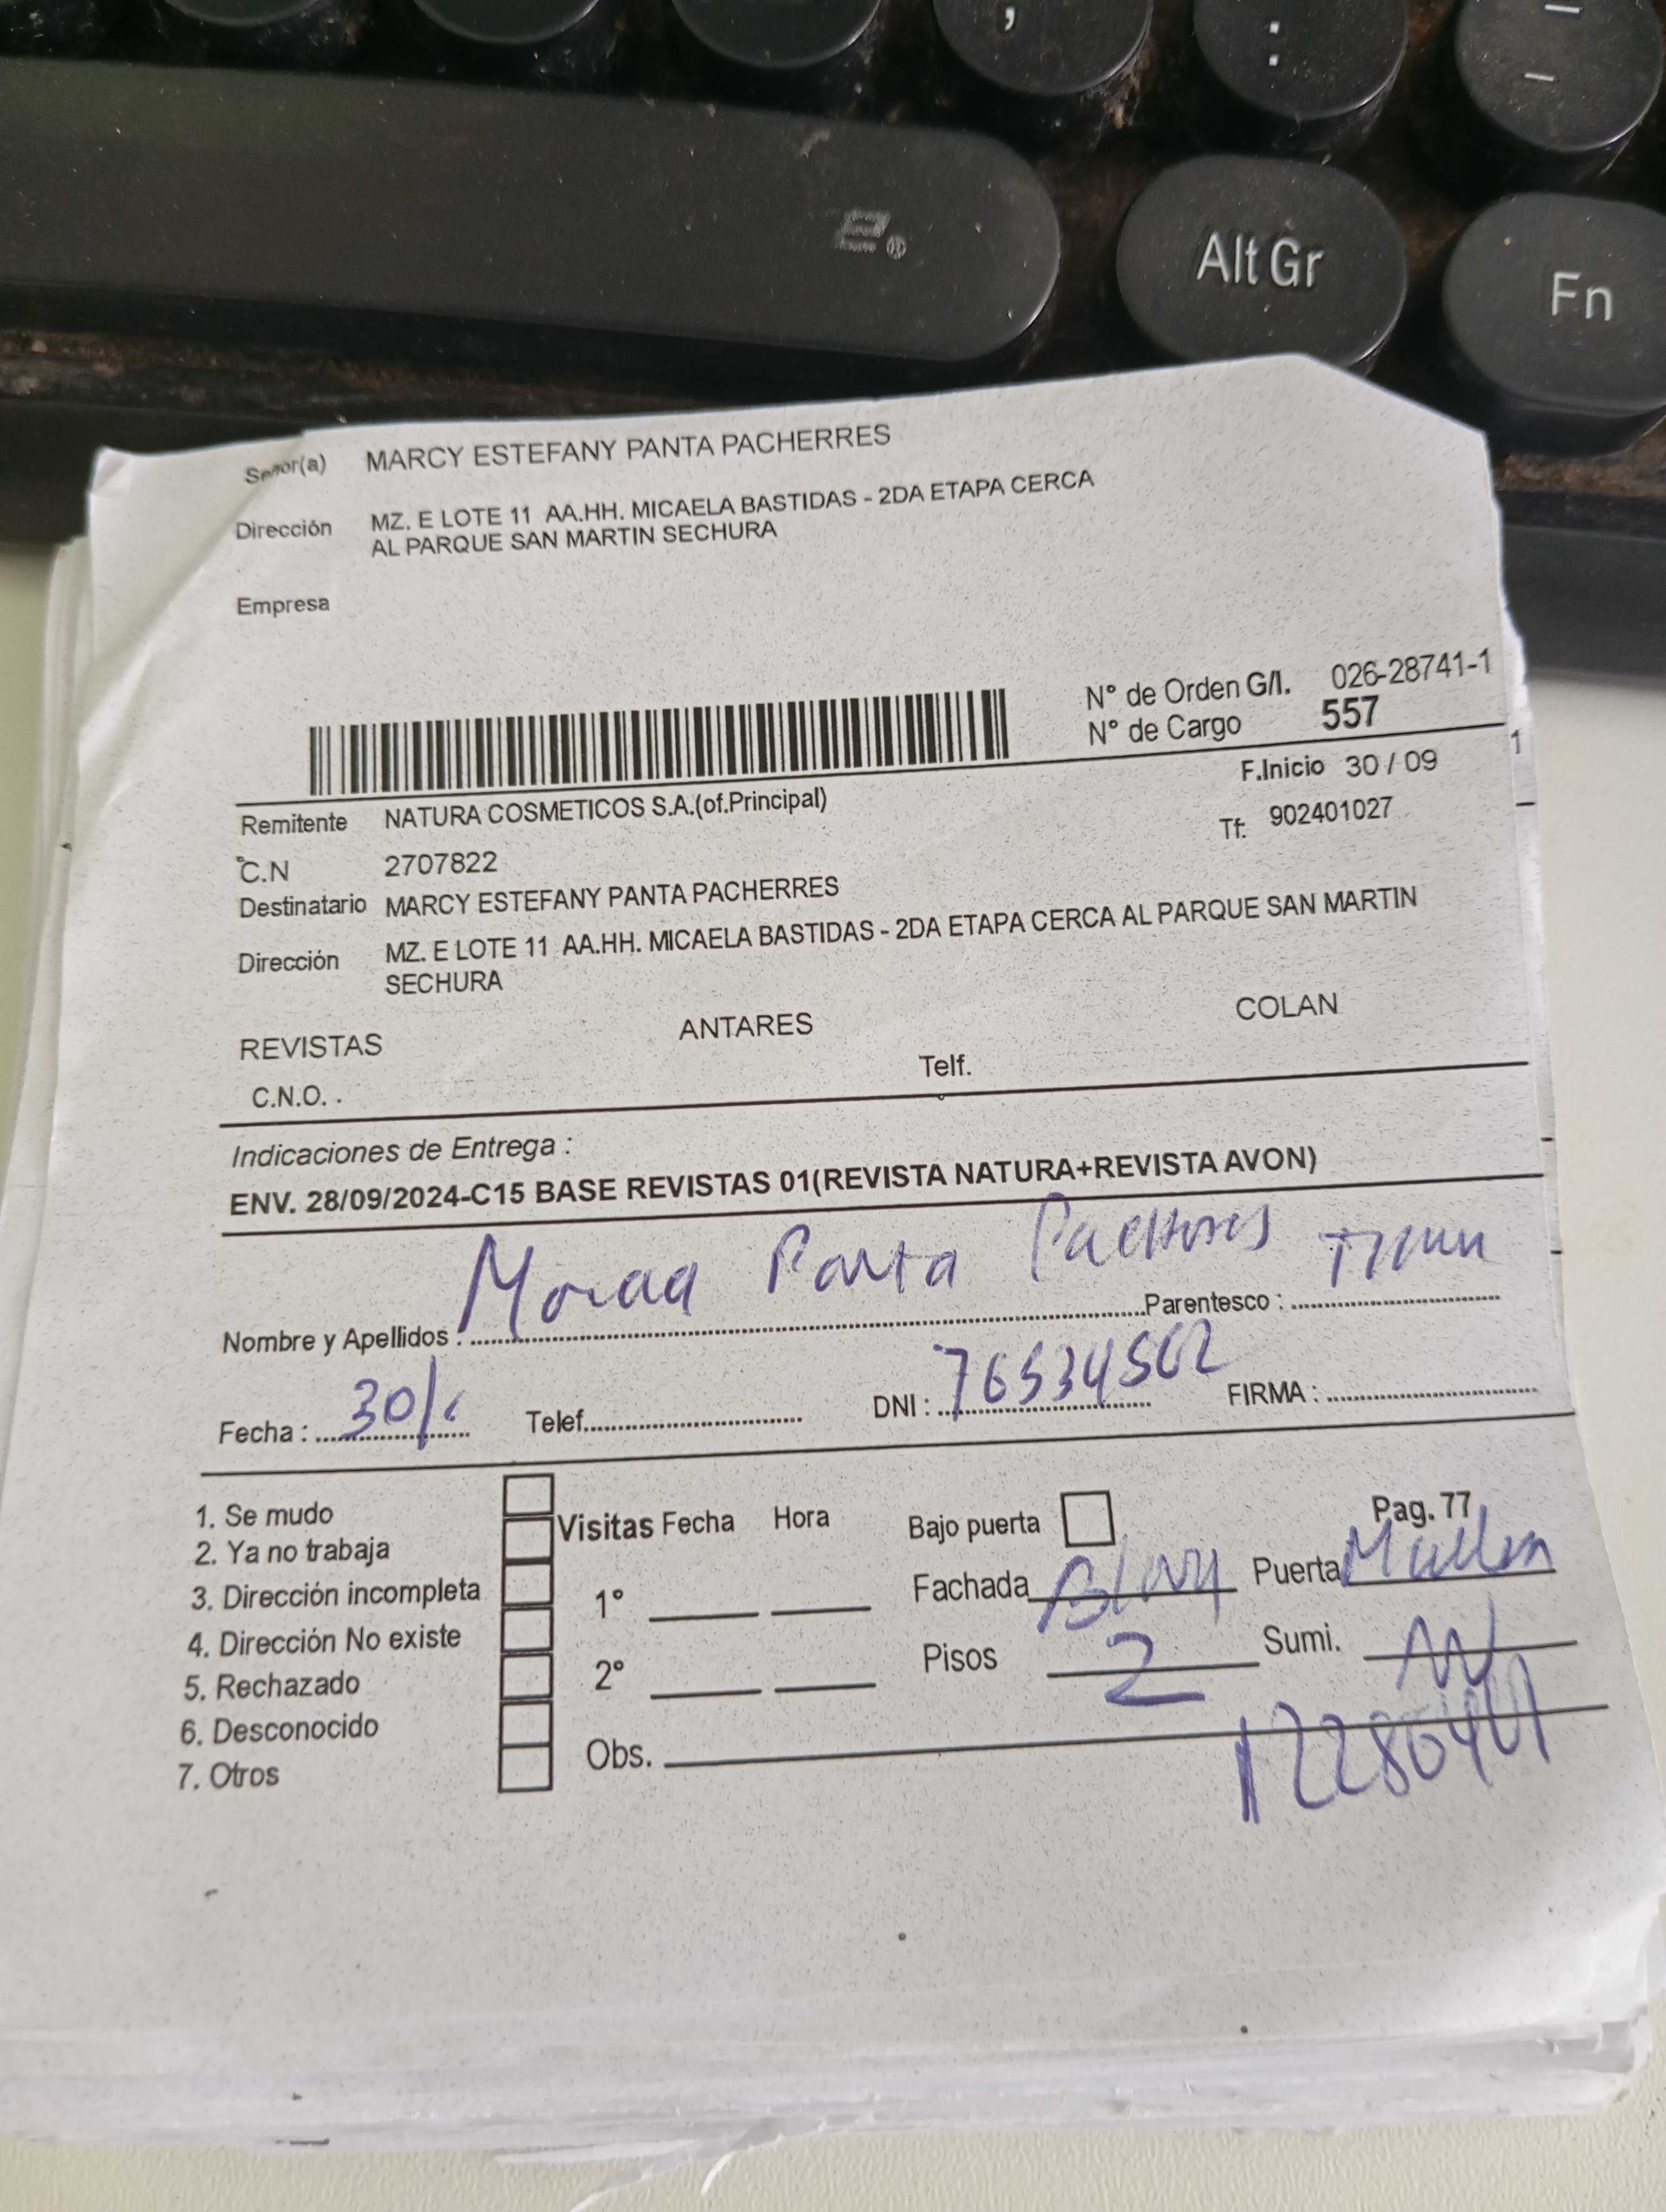 Alt Gr
Fn
Señor(a) MARCY ESTEFANY PANTA PACHERRES
Dirección MZ. E LOTE 11 AA.HH. MICAELA BASTIDAS - 2DA ETAPA CERCA
AL PARQUE SAN MARTIN SECHURA
Empresa
N° de Orden G/I. 026-28741-1
N° de Cargo 557
1
F.Inicio 30 / 09
Remitente NATURA COSMETICOS S.A.(of.Principal)
Tf: 902401027
C.N 2707822
Destinatario MARCY ESTEFANY PANTA PACHERRES
Dirección MZ. E LOTE 11 AA.HH. MICAELA BASTIDAS - 2DA ETAPA CERCA AL PARQUE SAN MARTIN
SECHURA
REVISTAS ANTARES COLAN
C.N.O. . Telf.
Indicaciones de Entrega :
ENV. 28/09/2024-C15 BASE REVISTAS 01(REVISTA NATURA+REVISTA AVON)
Nombre y Apellidos : Panta Parentesco :
Fecha : 30/ Telef. DNI : 76534562 FIRMA :
1. Se mudo
2. Ya no trabaja
3. Dirección incompleta
4. Dirección No existe
5. Rechazado
6. Desconocido
7. Otros
Visitas Fecha Hora
1°
2°
Obs.
Bajo puerta Pag. 77
Fachada Puerta
Pisos 2 Sumi.